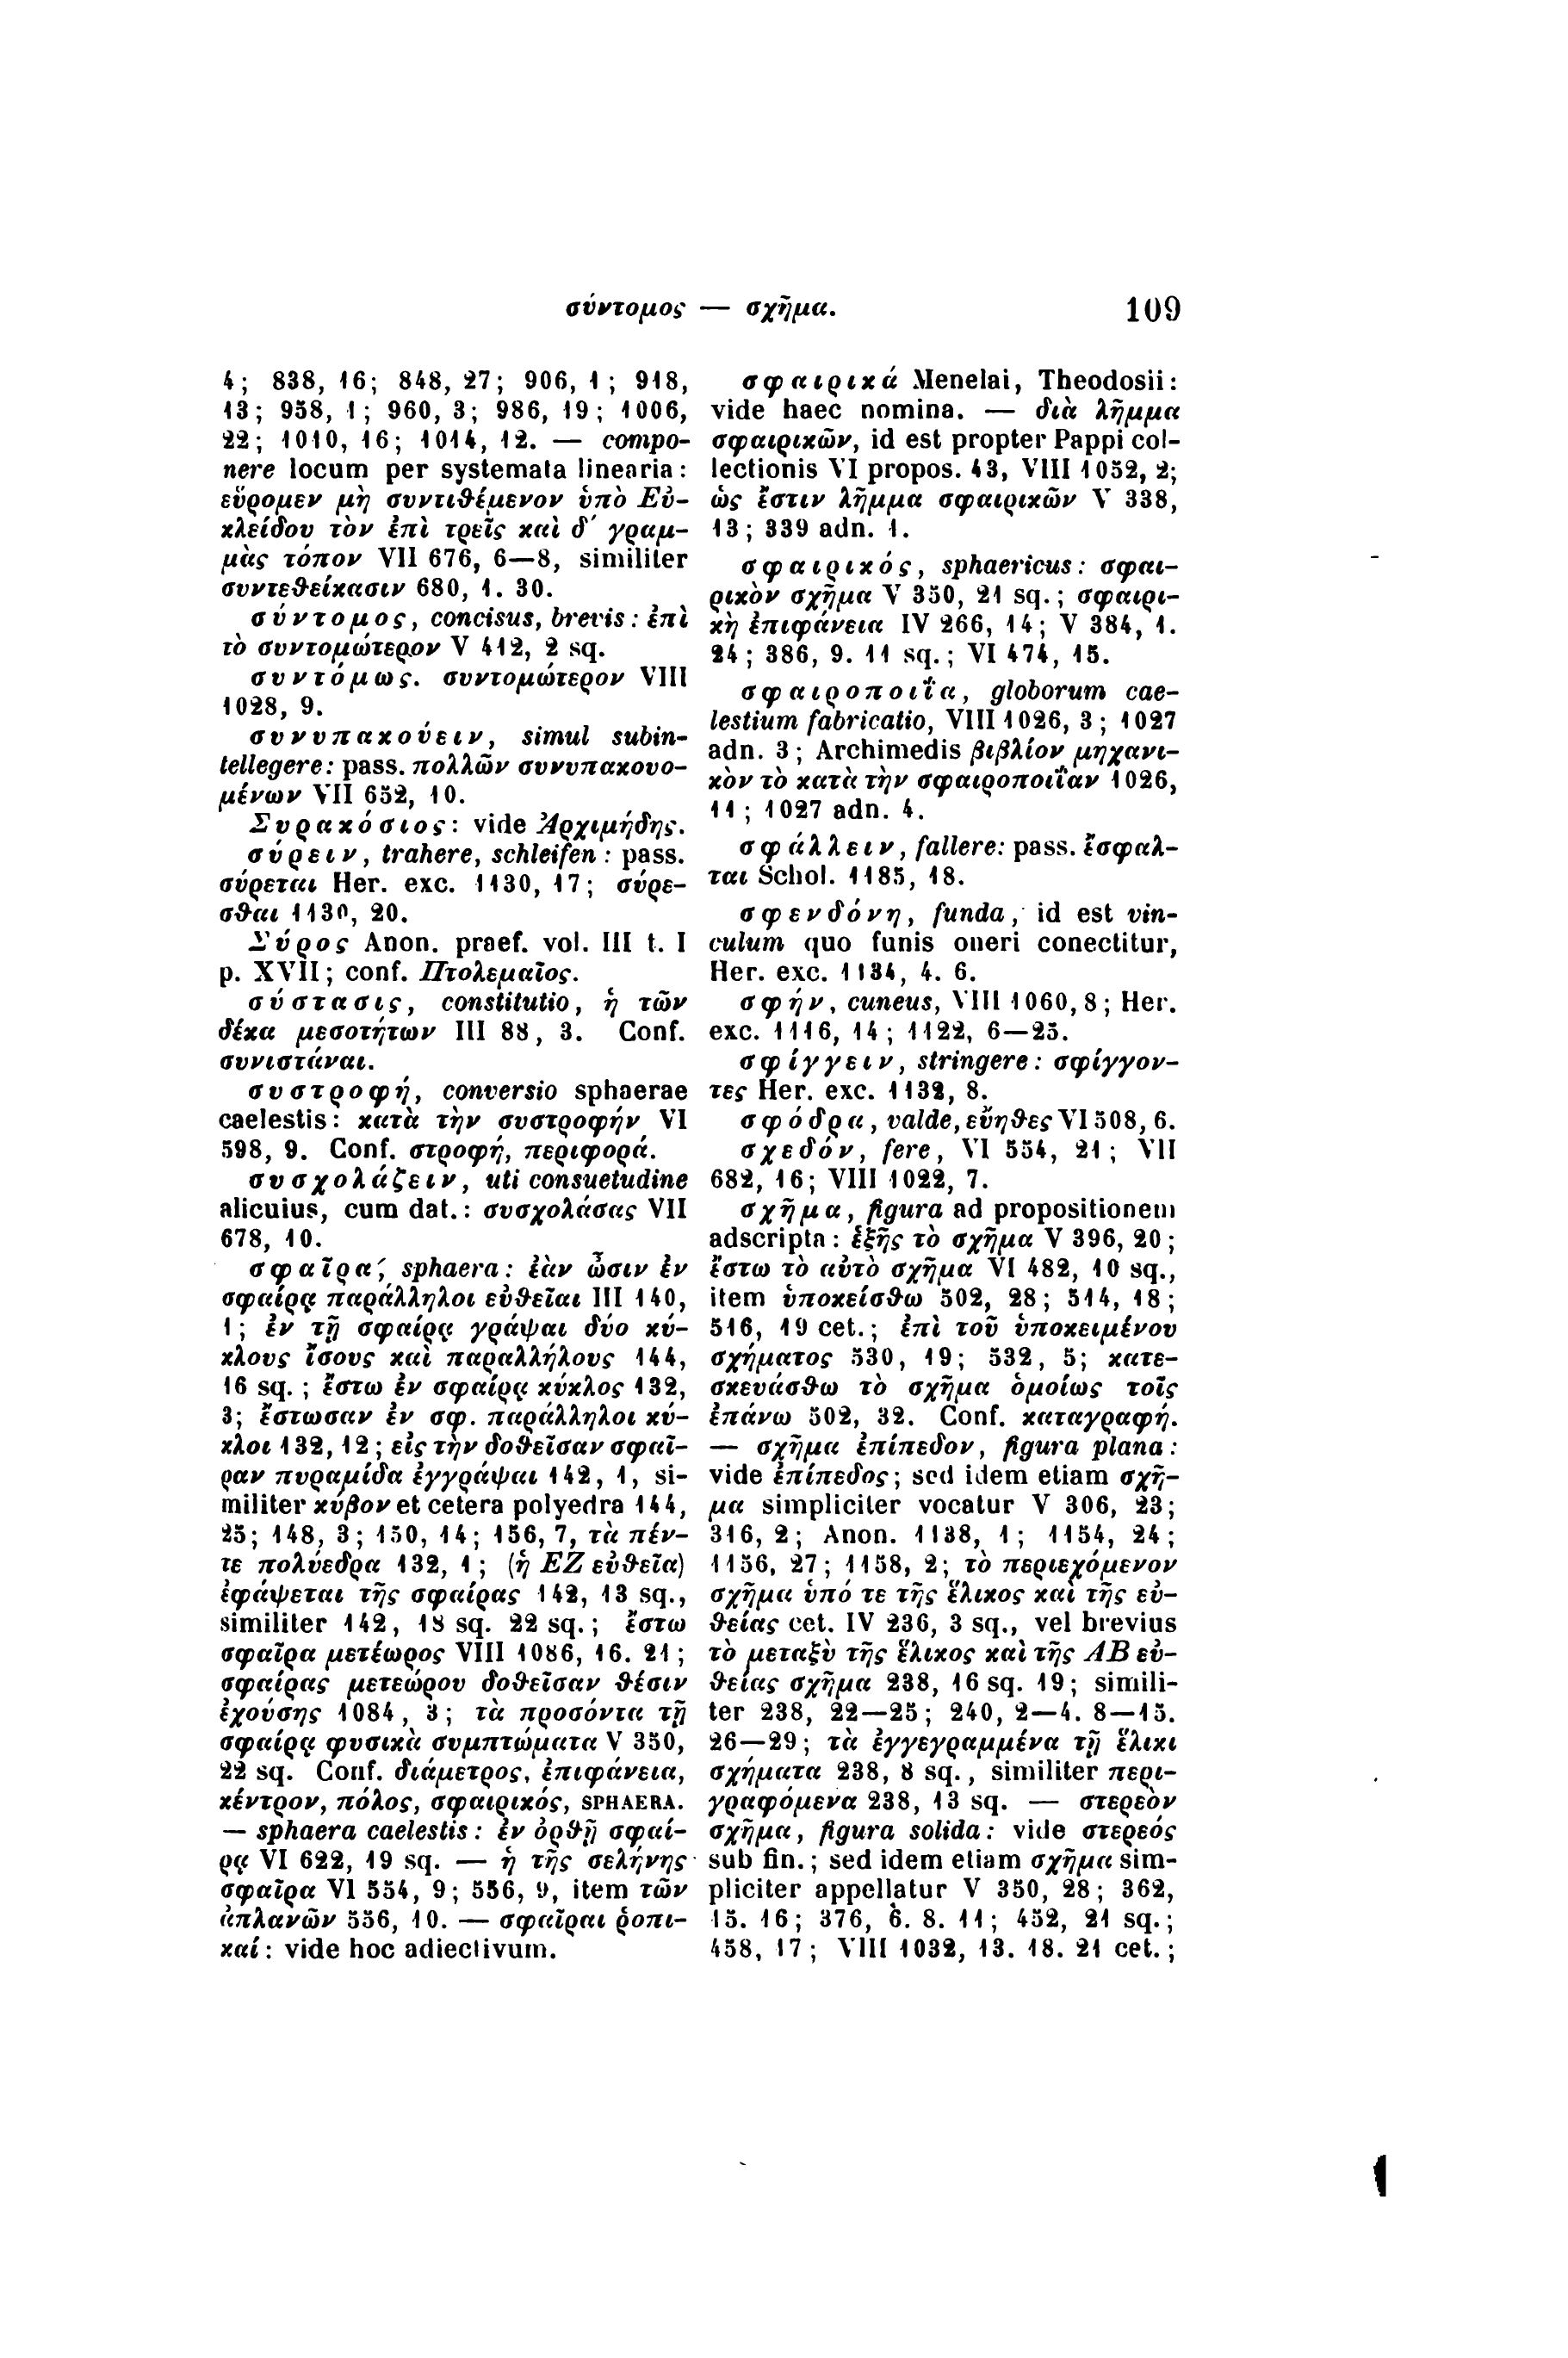 σύντομος — σχῆμα. 109
4; 838, 16; 848, 27; 906, 1; 918,
13; 958, 1; 960, 3; 986, 19; 1006,
22; 1010, 16; 1014, 12. — compo-
nere locum per systemata linearia:
εὕρομεν μὴ συντιθέμενον ὑπὸ Εὐ-
κλείδου τὸν ἐπὶ τρεῖς καὶ δ´ γραμ-
μὰς τόπον VII 676, 6—8, similiter
συντεθείκασιν 680, 1. 30.
σύντομος, concisus, brevis: ἐπὶ
τὸ συντομώτερον V 412, 2 sq.
συντόμως. συντομώτερον VIII
1028, 9.
συνυπακούειν, simul subin-
tellegere: pass. πολλῶν συνυπακουο-
μένων VII 652, 10.
Συρακόσιος: vide Ἀρχιμήδης.
σύρειν, trahere, schleifen: pass.
σύρεται Her. exc. 1130, 17; σύρε-
σθαι 1130, 20.
Σύρος Anon. praef. vol. III t. I
p. XVII; conf. Πτολεμαῖος.
σύστασις, constitutio, ἡ τῶν
δέκα μεσοτήτων III 88, 3. Conf.
συνιστάναι.
συστροφή, conversio sphaerae
caelestis: κατὰ τὴν συστροφήν VI
598, 9. Conf. στροφή, περιφορά.
συσχολάζειν, uti consuetudine
alicuius, cum dat.: συσχολάσας VII
678, 10.
σφαῖρα, sphaera: ἐὰν ὦσιν ἐν
σφαίρᾳ παράλληλοι εὐθεῖαι III 140,
1; ἐν τῇ σφαίρᾳ γράψαι δύο κύ-
κλους ἴσους καὶ παραλλήλους 144,
16 sq.; ἔστω ἐν σφαίρᾳ κύκλος 132,
3; ἔστωσαν ἐν σφ. παράλληλοι κύ-
κλοι 132, 12; εἰς τὴν δοθεῖσαν σφαῖ-
ραν πυραμίδα ἐγγράψαι 142, 1, si-
militer κύβον et cetera polyedra 144,
25; 148, 3; 150, 14; 156, 7, τὰ πέν-
τε πολύεδρα 132, 1; (ἡ ΕΖ εὐθεῖα)
ἐφάψεται τῆς σφαίρας 142, 13 sq.,
similiter 142, 18 sq. 22 sq.; ἔστω
σφαῖρα μετέωρος VIII 1086, 16. 21;
σφαίρας μετεώρου δοθεῖσαν θέσιν
ἐχούσης 1084, 3; τὰ προσόντα τῇ
σφαίρᾳ φυσικὰ συμπτώματα V 350,
22 sq. Conf. διάμετρος, ἐπιφάνεια,
κέντρον, πόλος, σφαιρικός, SPHAERA.
— sphaera caelestis: ἐν ὀρθῇ σφαί-
ρᾳ VI 622, 19 sq. — ἡ τῆς σελήνης
σφαῖρα VI 554, 9; 556, 9, item τῶν
ἀπλανῶν 556, 10. — σφαῖραι ῥοπι-
καί: vide hoc adiectivum.
σφαιρικά Menelai, Theodosii:
vide haec nomina. — διὰ λῆμμα
σφαιρικῶν, id est propter Pappi col-
lectionis VI propos. 43, VIII 1052, 2;
ὡς ἔστιν λῆμμα σφαιρικῶν V 338,
13; 339 adn. 1.
σφαιρικός, sphaericus: σφαι-
ρικὸν σχῆμα V 350, 21 sq.; σφαιρι-
κὴ ἐπιφάνεια IV 266, 14; V 384, 1.
24; 386, 9. 11 sq.; VI 474, 15.
σφαιροποιΐα, globorum cae-
lestium fabricatio, VIII 1026, 3; 1027
adn. 3; Archimedis βιβλίον μηχανι-
κὸν τὸ κατὰ τὴν σφαιροποιΐαν 1026,
11; 1027 adn. 4.
σφάλλειν, fallere: pass. ἔσφαλ-
ται Schol. 1185, 18.
σφενδόνη, funda, id est vin-
culum quo funis oneri conectitur,
Her. exc. 1134, 4. 6.
σφήν, cuneus, VIII 1060, 8; Her.
exc. 1116, 14; 1122, 6—25.
σφίγγειν, stringere: σφίγγον-
τες Her. exc. 1132, 8.
σφόδρα, valde, εὔηθες VI 508, 6.
σχεδόν, fere, VI 554, 21; VII
682, 16; VIII 1022, 7.
σχῆμα, figura ad propositionem
adscripta: ἑξῆς τὸ σχῆμα V 396, 20;
ἔστω τὸ αὐτὸ σχῆμα VI 482, 10 sq.,
item ὑποκείσθω 502, 28; 514, 18;
516, 19 cet.; ἐπὶ τοῦ ὑποκειμένου
σχήματος 530, 19; 532, 5; κατε-
σκευάσθω τὸ σχῆμα ὁμοίως τοῖς
ἐπάνω 502, 32. Conf. καταγραφή.
— σχῆμα ἐπίπεδον, figura plana:
vide ἐπίπεδος; sed idem etiam σχῆ-
μα simpliciter vocatur V 306, 23;
316, 2; Anon. 1138, 1; 1154, 24;
1156, 27; 1158, 2; τὸ περιεχόμενον
σχῆμα ὑπό τε τῆς ἕλικος καὶ τῆς εὐ-
θείας cet. IV 236, 3 sq., vel brevius
τὸ μεταξὺ τῆς ἕλικος καὶ τῆς ΑΒ εὐ-
θείας σχῆμα 238, 16 sq. 19; simili-
ter 238, 22—25; 240, 2—4. 8—15.
26—29; τὰ ἐγγεγραμμένα τῇ ἕλικι
σχήματα 238, 8 sq., similiter περι-
γραφόμενα 238, 13 sq. — στερεὸν
σχῆμα, figura solida: vide στερεός
sub fin.; sed idem etiam σχῆμα sim-
pliciter appellatur V 350, 28; 362,
15. 16; 376, 6. 8. 11; 452, 21 sq.;
458, 17; VIII 1032, 13. 18. 21 cet.;